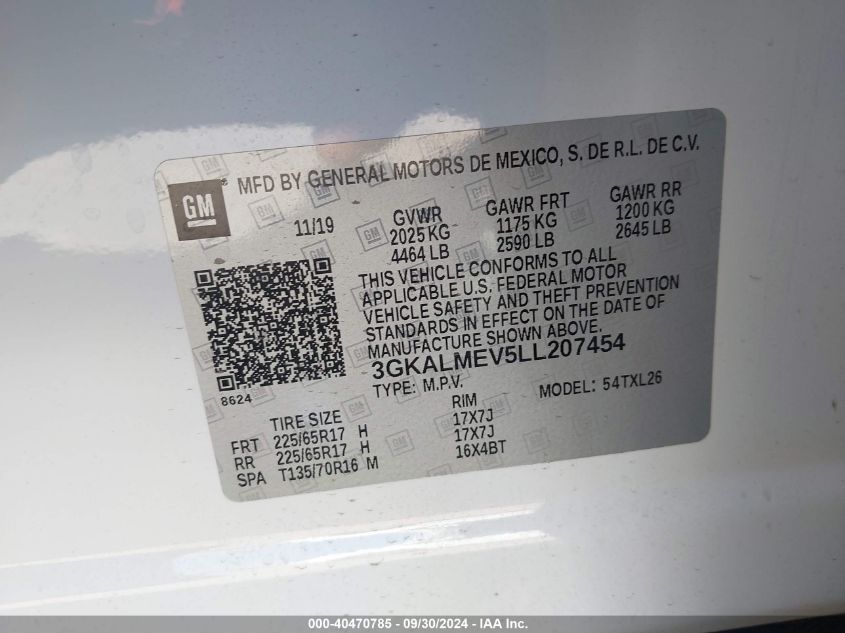 GM
MFD BY GENERAL MOTORS DE MEXICO, S. DE R.L. DE C.V.
11/19
GVWR GAWR FRT GAWR RR
2025 KG 1175 KG 1200 KG
4464 LB 2590 LB 2645 LB
THIS VEHICLE CONFORMS TO ALL
APPLICABLE U.S. FEDERAL MOTOR
VEHICLE SAFETY AND THEFT PREVENTION
STANDARDS IN EFFECT ON THE DATE OF
MANUFACTURE SHOWN ABOVE.
3GKALMEV5LL207454
8624
TYPE: M.P.V. MODEL: 54TXL26
TIRE SIZE RIM
FRT 225/65R17 H 17X7J
RR 225/65R17 H 17X7J
SPA T135/70R16 M 16X4BT
000-40470785 - 09/30/2024 - IAA Inc.